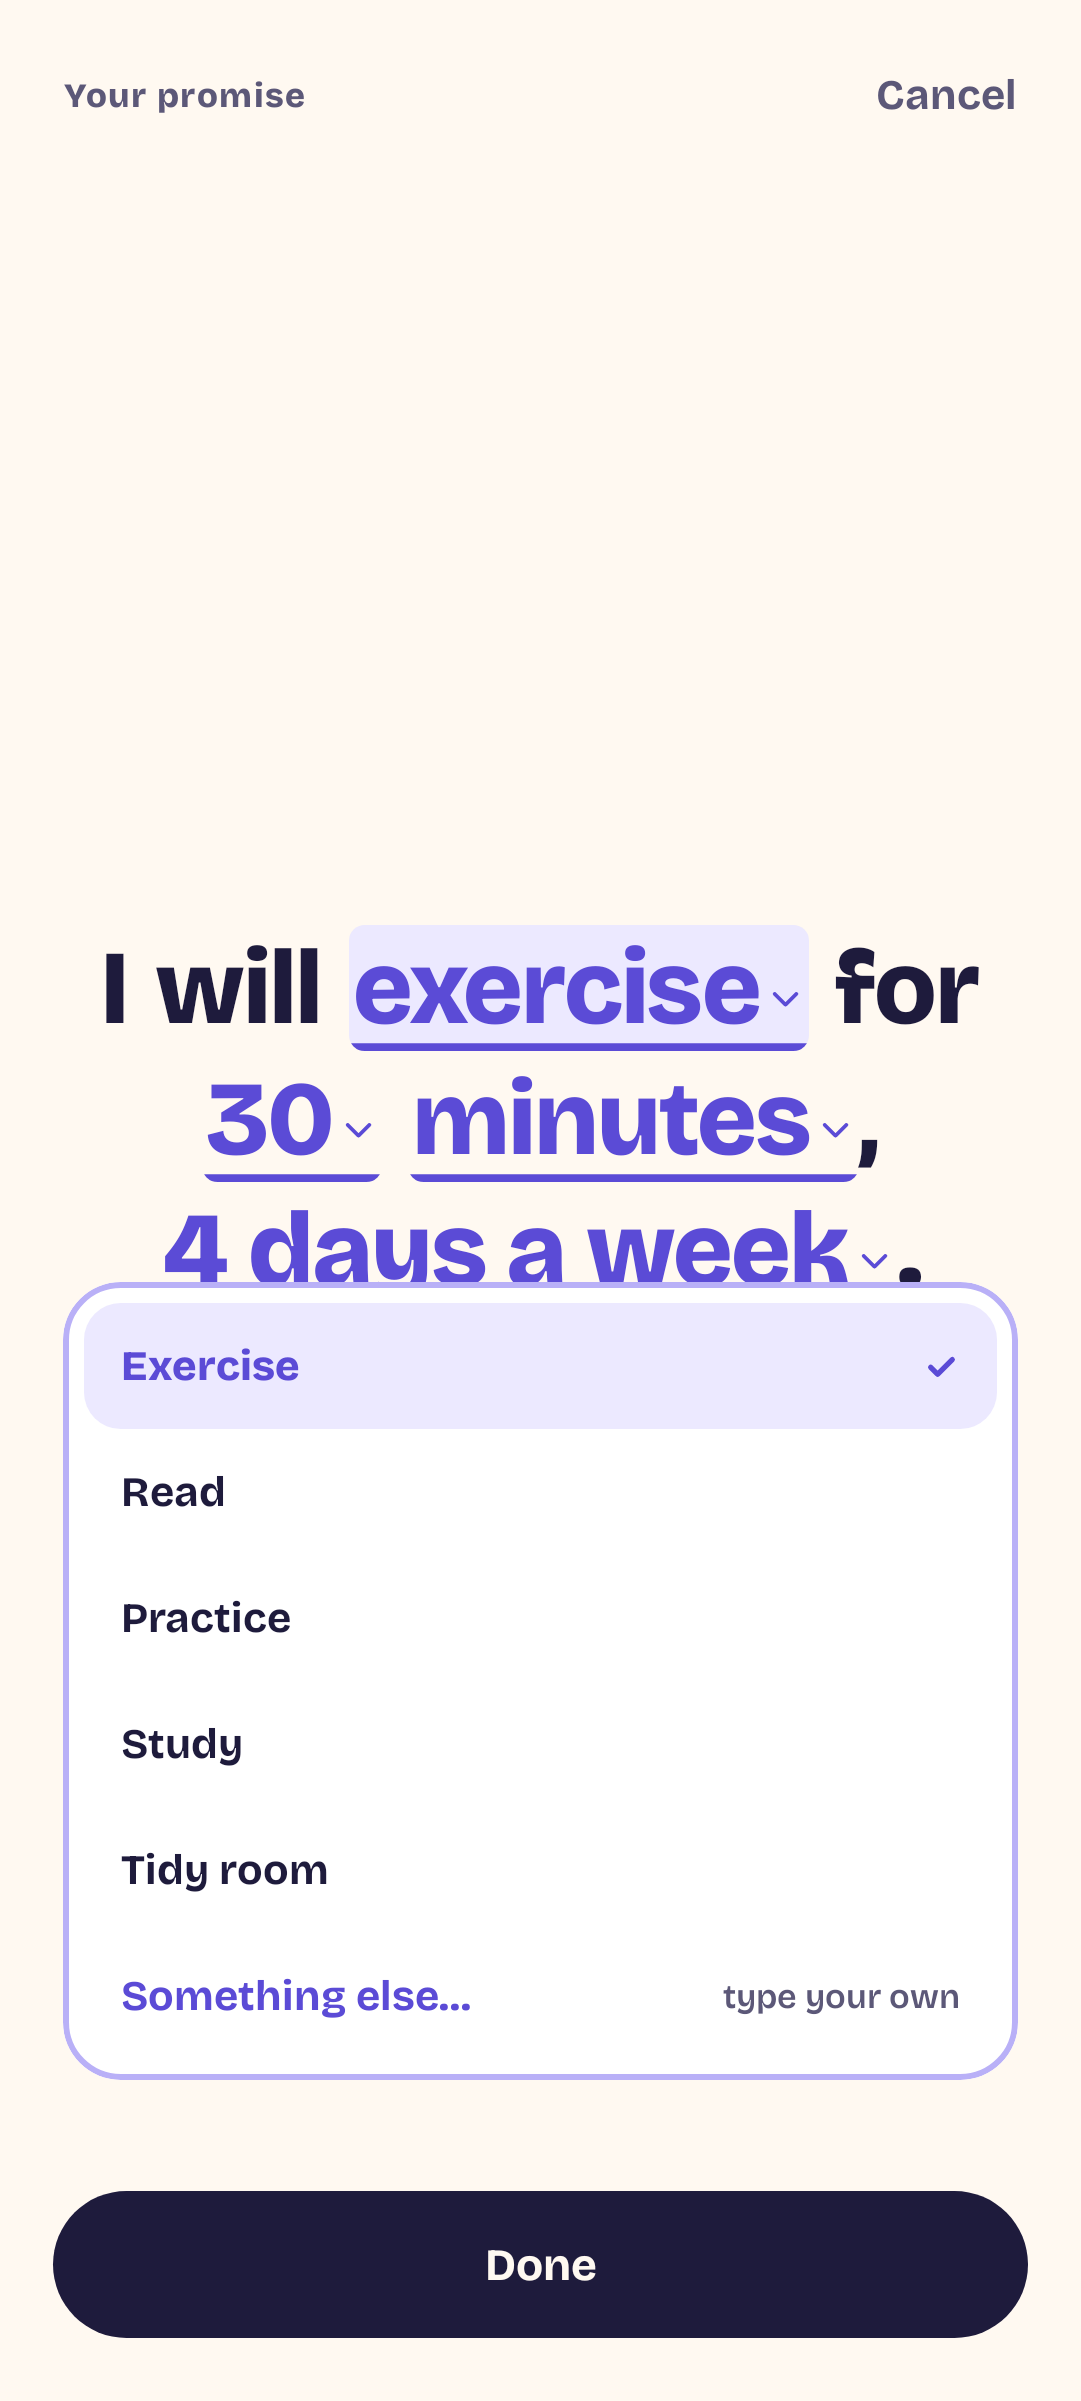 Your promise
Cancel
I will exercise for
30 minutes,
4 days a week.
Exercise
Read
Practice
Study
Tidy room
Something else... type your own
Done